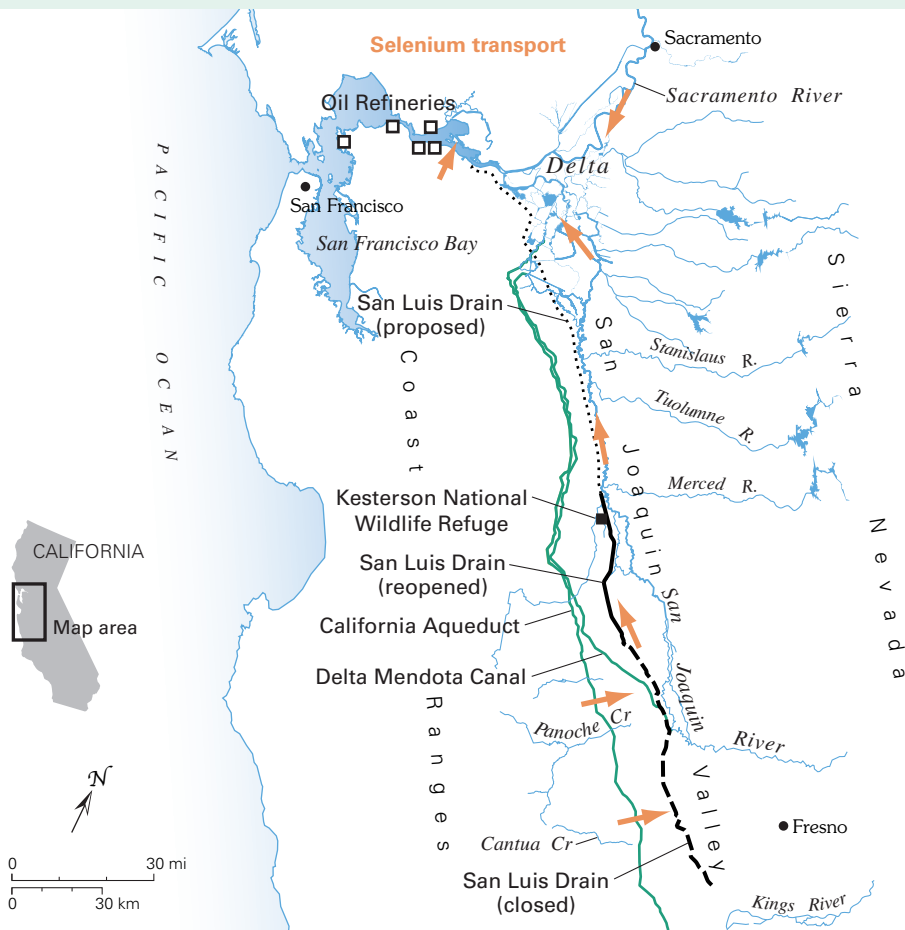 Selenium transport
Sacramento
Sacramento River
Oil Refineries
Delta
San Francisco
San Francisco Bay
PACIFIC OCEAN
San Luis Drain
(proposed)
Sierra Nevada
Coast Ranges
San Joaquin Valley
Stanislaus R.
Tuolumne R.
Merced R.
Kesterson National
Wildlife Refuge
San Luis Drain
(reopened)
California Aqueduct
Delta Mendota Canal
San Joaquin River
Panoche Cr
Cantua Cr
Fresno
San Luis Drain
(closed)
Kings River
CALIFORNIA
Map area
N
0 30 mi
0 30 km